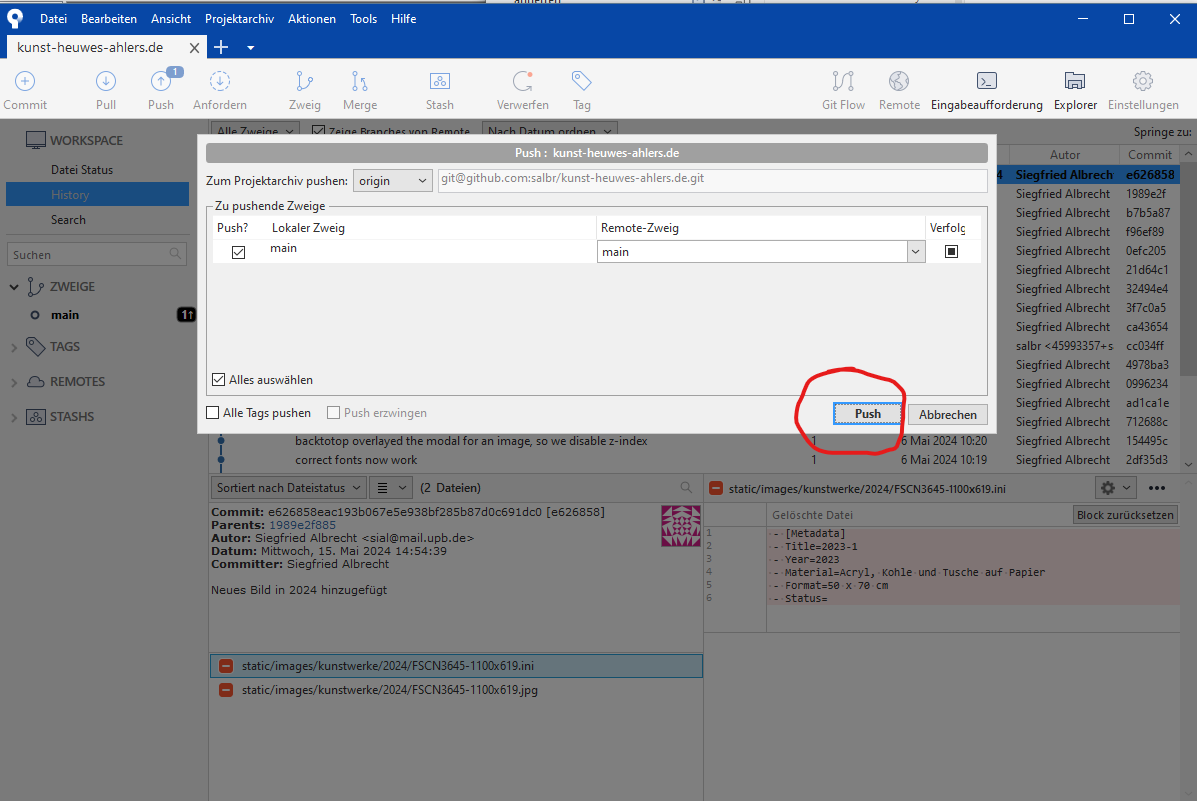 Datei Bearbeiten Ansicht Projektarchiv Aktionen Tools Hilfe
kunst-heuwes-ahlers.de
1
Commit Pull Push Anfordern Zweig Merge Stash Verwerfen Tag Git Flow Remote Eingabeaufforderung Explorer Einstellungen
WORKSPACE
Datei Status
History
Search
Suchen
ZWEIGE
main 1↑
TAGS
REMOTES
STASHS
Alle Zweige Zeige Branches von Remote Nach Datum ordnen Springe zu:
Push : kunst-heuwes-ahlers.de
Zum Projektarchiv pushen: origin git@github.com:salbr/kunst-heuwes-ahlers.de.git
Zu pushende Zweige
Push? Lokaler Zweig Remote-Zweig Verfolg
main main
Alles auswählen
Alle Tags pushen Push erzwingen Push Abbrechen
Autor Commit
4 Siegfried Albrech e626858
Siegfried Albrecht 1989e2f
Siegfried Albrecht b7b5a87
Siegfried Albrecht f96ef89
Siegfried Albrecht 0efc205
Siegfried Albrecht 21d64c1
Siegfried Albrecht 32494e4
Siegfried Albrecht 3f7c0a5
Siegfried Albrecht ca43654
salbr <45993357+s cc034ff
Siegfried Albrecht 4978ba3
Siegfried Albrecht 0996234
Siegfried Albrecht ad1ca1e
Siegfried Albrecht 712688c
backtotop overlayed the modal for an image, so we disable z-index 1 6 Mai 2024 10:20 Siegfried Albrecht 154495c
correct fonts now work 1 6 Mai 2024 10:19 Siegfried Albrecht 2df35d3
Sortiert nach Dateistatus (2 Dateien)
Commit: e626858eac193b067e5e938bf285b87d0c691dc0 [e626858]
Parents: 1989e2f885
Autor: Siegfried Albrecht <sial@mail.upb.de>
Datum: Mittwoch, 15. Mai 2024 14:54:39
Committer: Siegfried Albrecht
Neues Bild in 2024 hinzugefügt
static/images/kunstwerke/2024/FSCN3645-1100x619.ini
static/images/kunstwerke/2024/FSCN3645-1100x619.jpg
static/images/kunstwerke/2024/FSCN3645-1100x619.ini
Gelöschte Datei Block zurücksetzen
1 - [Metadata]
2 - Title=2023-1
3 - Year=2023
4 - Material=Acryl, Kohle und Tusche auf Papier
5 - Format=50 x 70 cm
6 - Status=